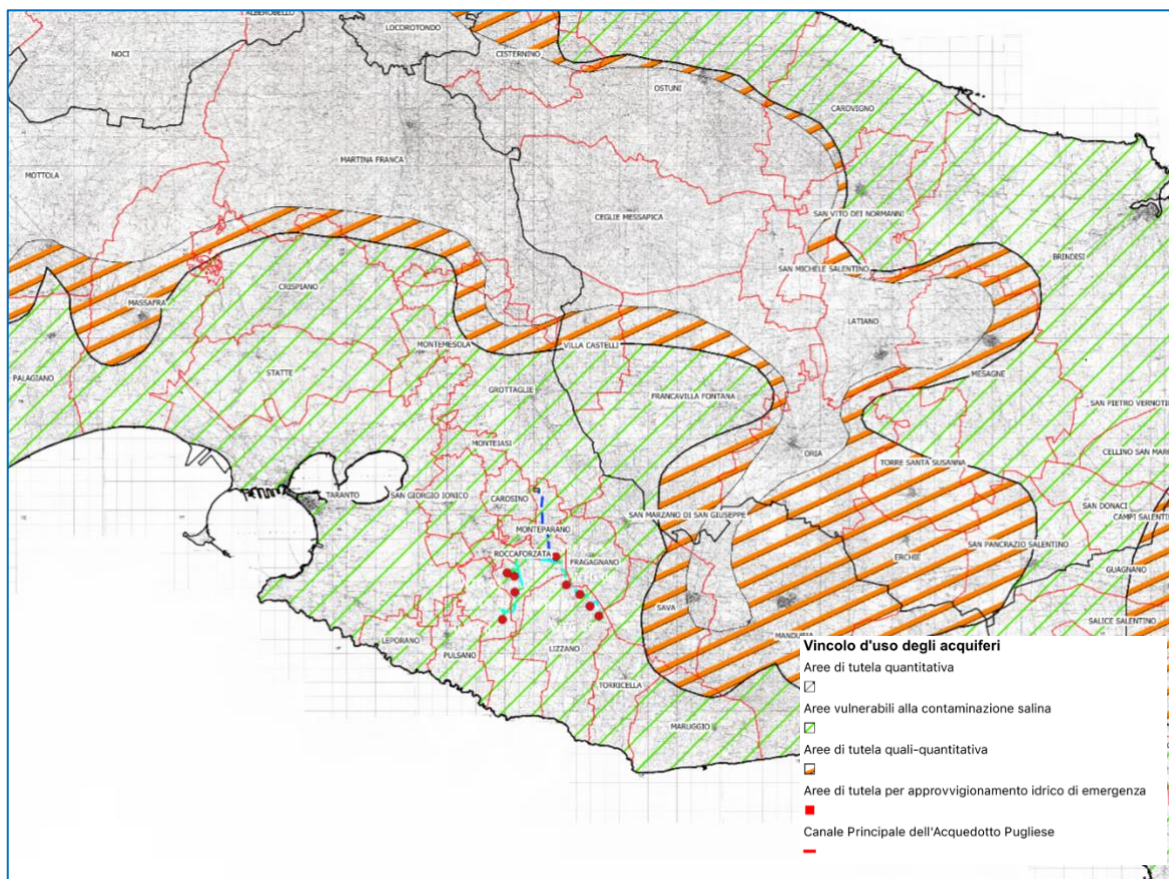 ALBEROBELLO
LOCOROTONDO
NOCI
CISTERNINO
OSTUNI
CAROVIGNO
MARTINA FRANCA
MOTTOLA
CEGLIE MESSAPICA
SAN VITO DEI NORMANNI
BRINDISI
SAN MICHELE SALENTINO
CRISPIANO
MASSAFRA
LATIANO
MONTEMESOLA
VILLA CASTELLI
STATTE
MESAGNE
PALAGIANO
GROTTAGLIE
FRANCAVILLA FONTANA
SAN PIETRO VERNOTI
MONTEIASI
ORIA
CELLINO SAN MAR
TORRE SANTA SUSANNA
TARANTO
SAN GIORGIO IONICO
CAROSINO
SAN DONACI
SAN MARZANO DI SAN GIUSEPPE
CAMPI SALENTIN
MONTEPARANO
SAN PANCRAZIO SALENTINO
ROCCAFORZATA
ERCHIE
FRAGAGNANO
GUAGNANO
SAVA
SALICE SALENTINO
MANDURIA
LEPORANO
PULSANO
LIZZANO
TORRICELLA
MARUGGIO
Vincolo d'uso degli acquiferi
Aree di tutela quantitativa
Aree vulnerabili alla contaminazione salina
Aree di tutela quali-quantitativa
Aree di tutela per approvvigionamento idrico di emergenza
Canale Principale dell'Acquedotto Pugliese